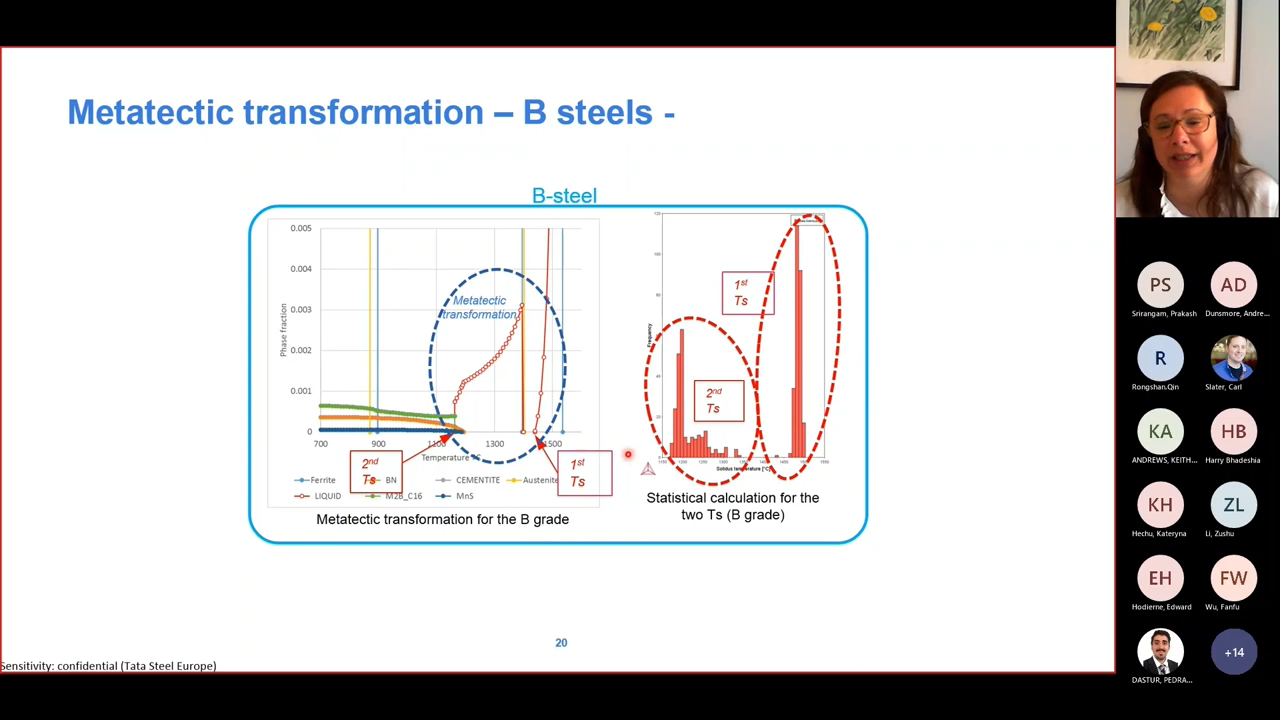 Metatectic transformation – B steels -
B-steel
0.005
0.004
0.003
0.002
0.001
0
Phase fraction
Metatectic
transformation
700
900
1100
1300
1500
Temperature °C
2nd
Ts
1st
Ts
Ferrite
BN
CEMENTITE
Austenite
LIQUID
M2B_C16
MnS
Metatectic transformation for the B grade
Frequency
1st
Ts
2nd
Ts
Solidus temperature [°C]
Statistical calculation for the
two Ts (B grade)
20
Sensitivity: confidential (Tata Steel Europe)
PS
Srirangam, Prakash
AD
Dunsmore, Andre...
R
Rongshan.Qin
Slater, Carl
KA
ANDREWS, KEITH...
HB
Harry Bhadeshia
KH
Hechu, Kateryna
ZL
Li, Zushu
EH
Hodierne, Edward
FW
Wu, Fanfu
DASTUR, PEDRA...
+14